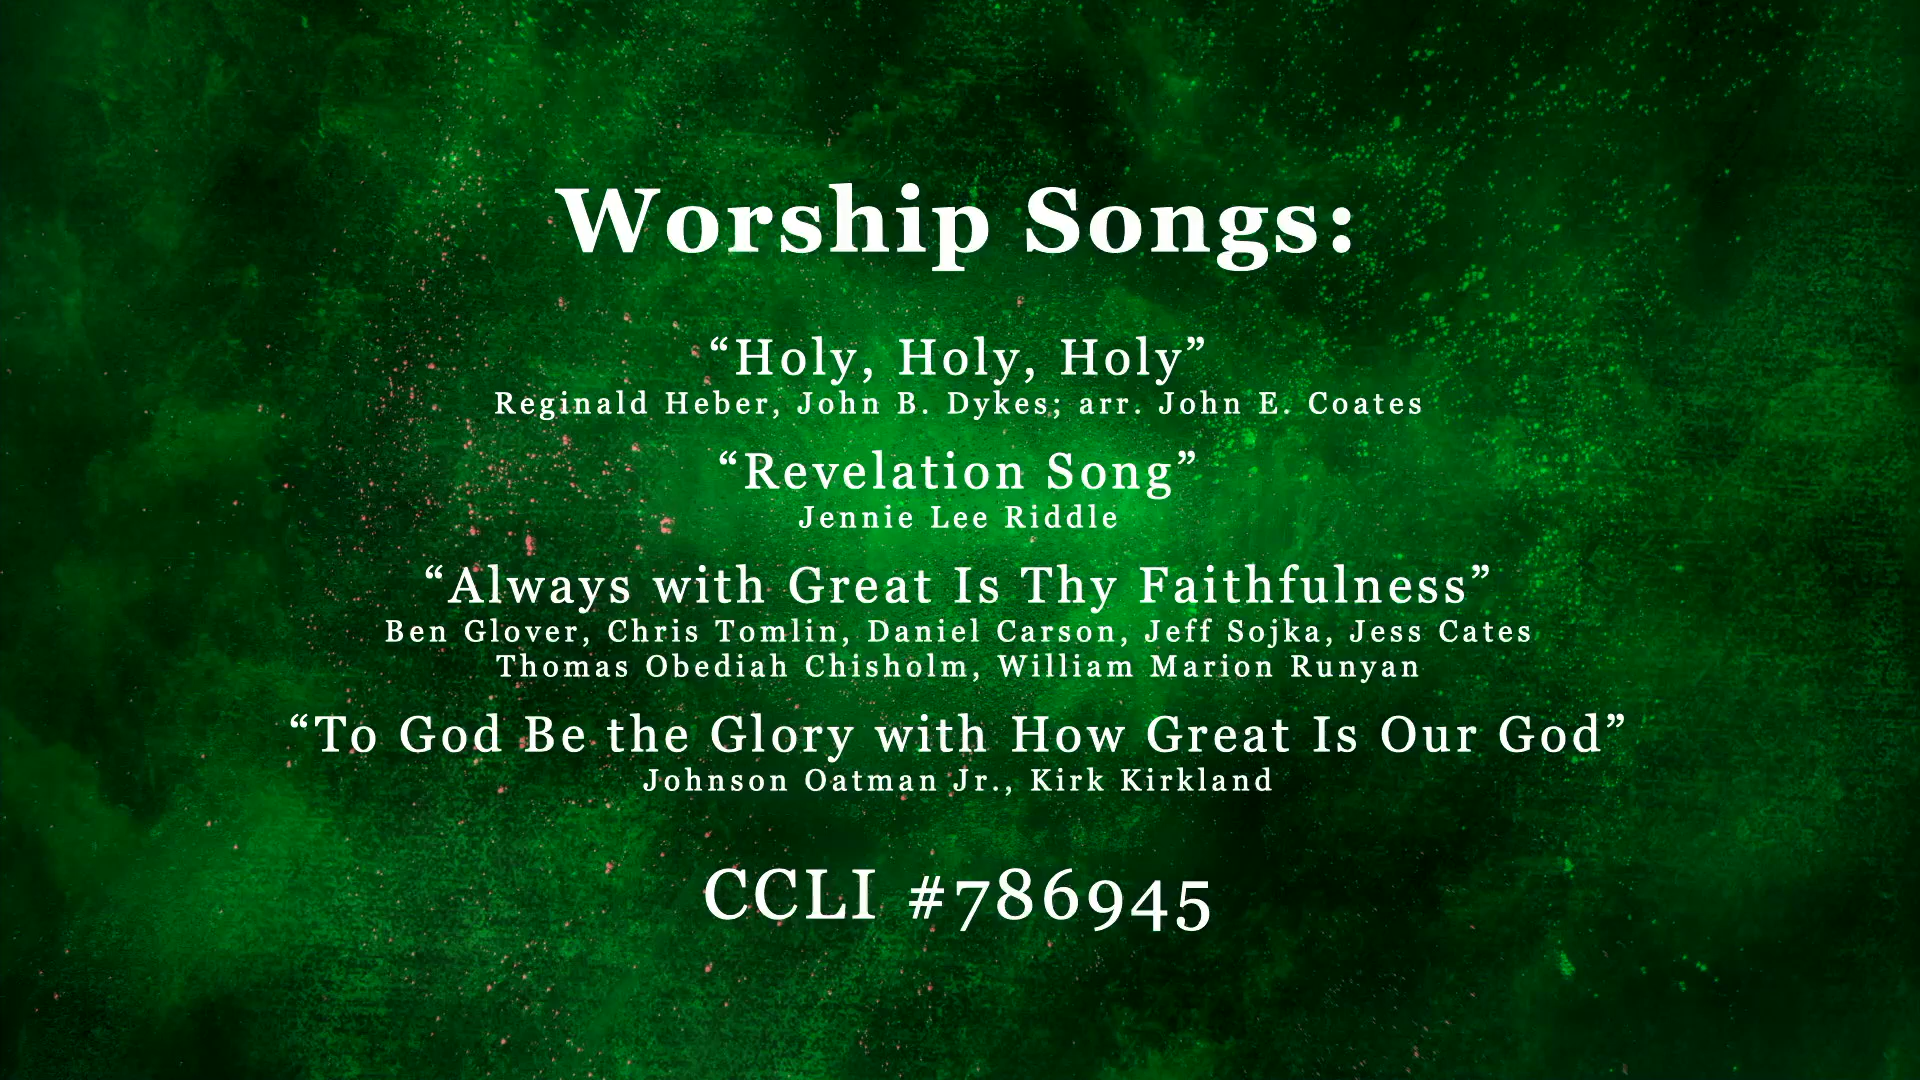 Worship Songs:
“Holy, Holy, Holy”
Reginald Heber, John B. Dykes; arr. John E. Coates
“Revelation Song”
Jennie Lee Riddle
“Always with Great Is Thy Faithfulness”
Ben Glover, Chris Tomlin, Daniel Carson, Jeff Sojka, Jess Cates
Thomas Obediah Chisholm, William Marion Runyan
“To God Be the Glory with How Great Is Our God”
Johnson Oatman Jr., Kirk Kirkland
CCLI #786945